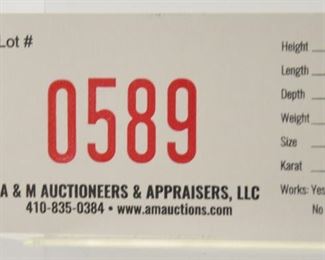 Lot #
0589
A & M AUCTIONEERS & APPRAISERS, LLC
410-835-0384 • www.amauctions.com
Height
Length
Depth
Weight
Size
Karat
Works: Yes
No